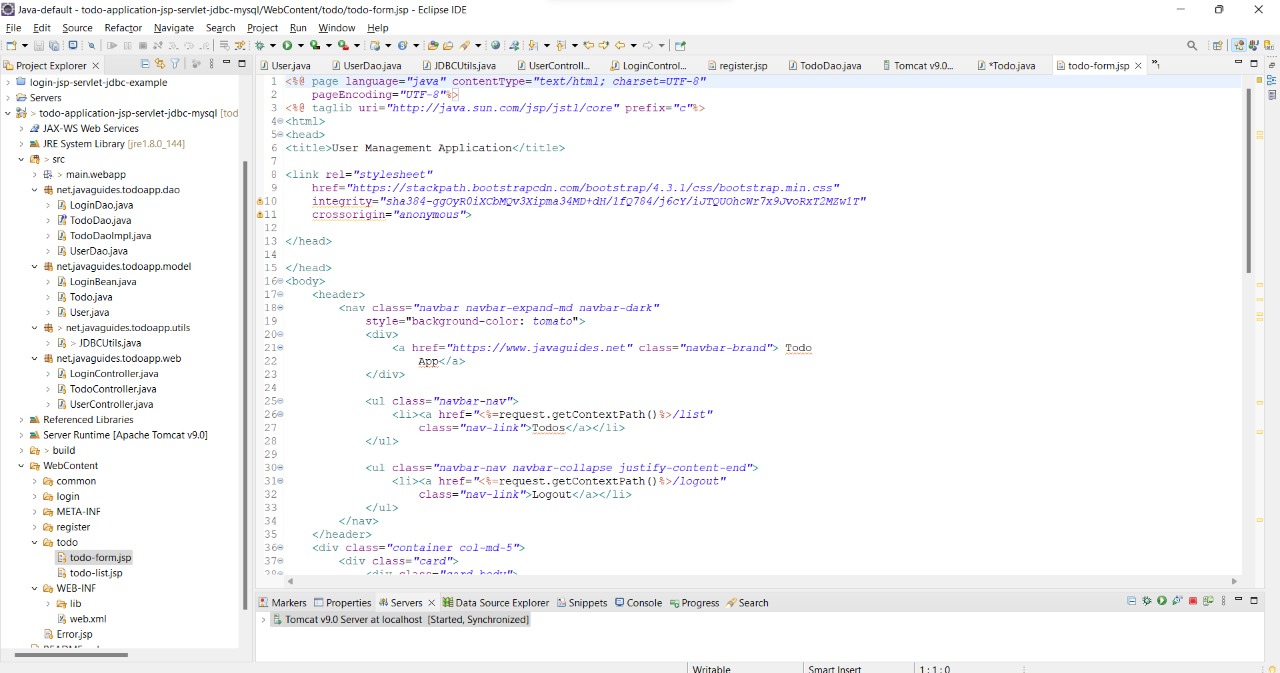 Java-default - todo-application-jsp-servlet-jdbc-mysql/WebContent/todo/todo-form.jsp - Eclipse IDE
File Edit Source Refactor Navigate Search Project Run Window Help
Project Explorer
login-jsp-servlet-jdbc-example
Servers
> todo-application-jsp-servlet-jdbc-mysql [tod
JAX-WS Web Services
JRE System Library [jre1.8.0_144]
> src
> main.webapp
net.javaguides.todoapp.dao
LoginDao.java
TodoDao.java
TodoDaoImpl.java
UserDao.java
net.javaguides.todoapp.model
LoginBean.java
Todo.java
User.java
> net.javaguides.todoapp.utils
> JDBCUtils.java
net.javaguides.todoapp.web
LoginController.java
TodoController.java
UserController.java
Referenced Libraries
Server Runtime [Apache Tomcat v9.0]
> build
WebContent
common
login
META-INF
register
todo
todo-form.jsp
todo-list.jsp
WEB-INF
lib
web.xml
Error.jsp
User.java UserDao.java JDBCUtils.java UserControll... LoginControl... register.jsp TodoDao.java Tomcat v9.0... *Todo.java todo-form.jsp "1
1 <%@ page language="java" contentType="text/html; charset=UTF-8"
2 pageEncoding="UTF-8"%>
3 <%@ taglib uri="http://java.sun.com/jsp/jstl/core" prefix="c"%>
4 <html>
5 <head>
6 <title>User Management Application</title>
7
8 <link rel="stylesheet"
9 href="https://stackpath.bootstrapcdn.com/bootstrap/4.3.1/css/bootstrap.min.css"
10 integrity="sha384-ggOyR0iXCbMQv3Xipma34MD+dH/1fQ784/j6cY/iJTQUOhcWr7x9JvoRxT2MZw1T"
11 crossorigin="anonymous">
12
13 </head>
14
15 </head>
16 <body>
17 <header>
18 <nav class="navbar navbar-expand-md navbar-dark"
19 style="background-color: tomato">
20 <div>
21 <a href="https://www.javaguides.net" class="navbar-brand"> Todo
22 App</a>
23 </div>
24
25 <ul class="navbar-nav">
26 <li><a href="<%=request.getContextPath()%>/list"
27 class="nav-link">Todos</a></li>
28 </ul>
29
30 <ul class="navbar-nav navbar-collapse justify-content-end">
31 <li><a href="<%=request.getContextPath()%>/logout"
32 class="nav-link">Logout</a></li>
33 </ul>
34 </nav>
35 </header>
36 <div class="container col-md-5">
37 <div class="card">
38 <div class="card-body">
Markers Properties Servers Data Source Explorer Snippets Console Progress Search
Tomcat v9.0 Server at localhost [Started, Synchronized]
Writable Smart Insert 1 : 1 : 0